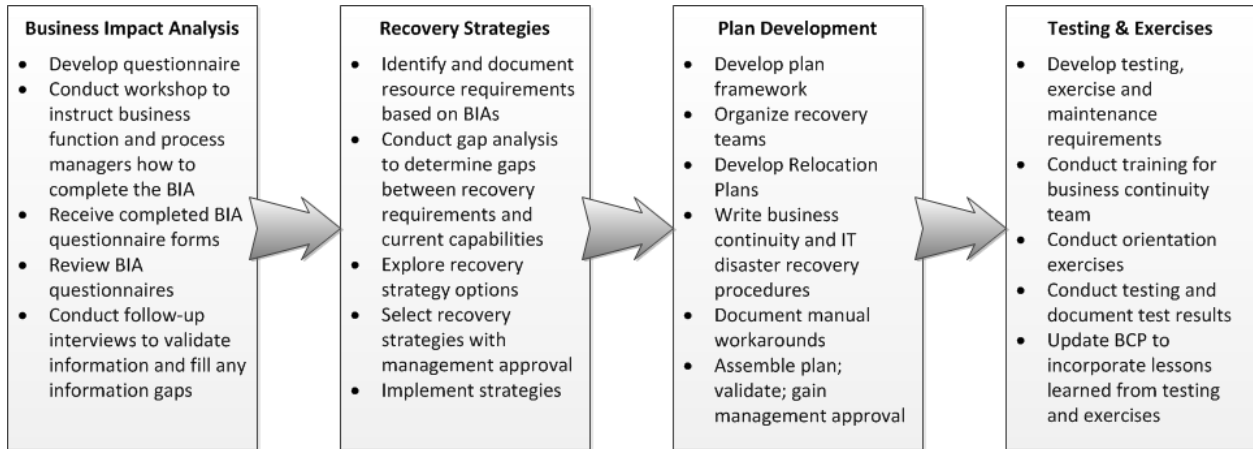 Business Impact Analysis
• Develop questionnaire
• Conduct workshop to
instruct business
function and process
managers how to
complete the BIA
• Receive completed BIA
questionnaire forms
• Review BIA
questionnaires
• Conduct follow-up
interviews to validate
information and fill any
information gaps
Recovery Strategies
• Identify and document
resource requirements
based on BIAs
• Conduct gap analysis
to determine gaps
between recovery
requirements and
current capabilities
• Explore recovery
strategy options
• Select recovery
strategies with
management approval
• Implement strategies
Plan Development
• Develop plan
framework
• Organize recovery
teams
• Develop Relocation
Plans
• Write business
continuity and IT
disaster recovery
procedures
• Document manual
workarounds
• Assemble plan;
validate; gain
management approval
Testing & Exercises
• Develop testing,
exercise and
maintenance
requirements
• Conduct training for
business continuity
team
• Conduct orientation
exercises
• Conduct testing and
document test results
• Update BCP to
incorporate lessons
learned from testing
and exercises